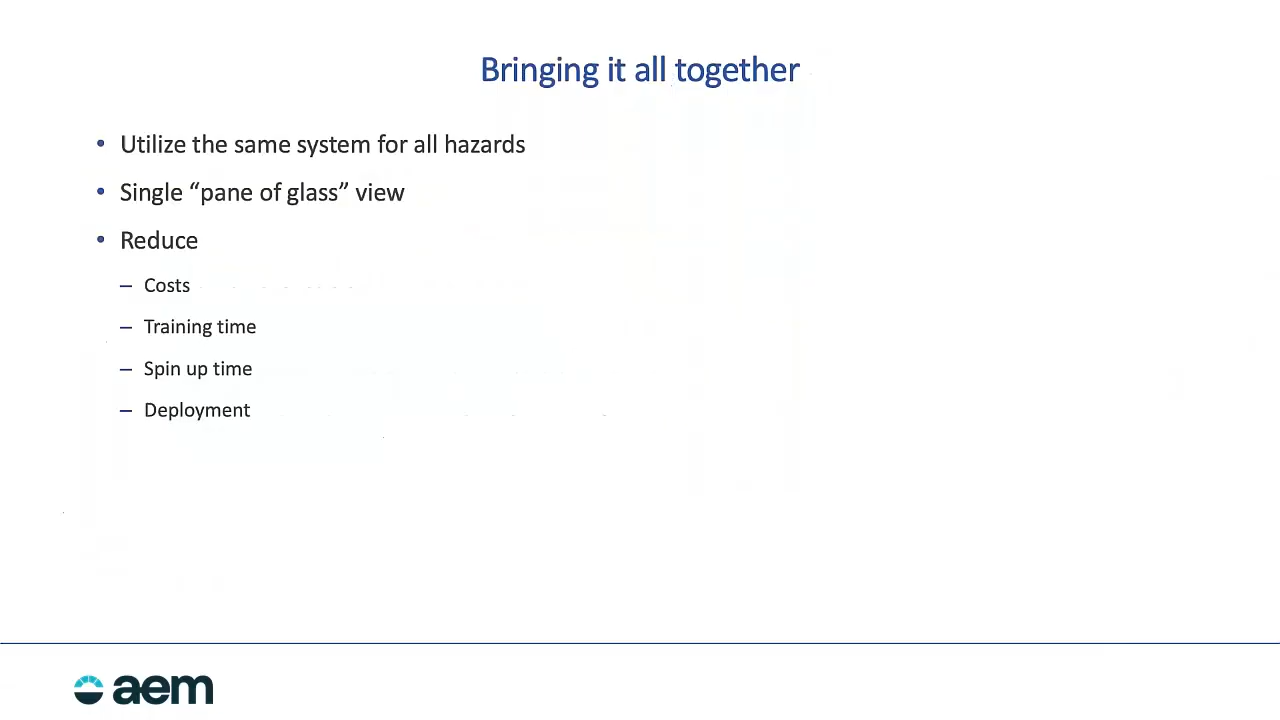 Bringing it all together
• Utilize the same system for all hazards
• Single “pane of glass” view
• Reduce
– Costs
– Training time
– Spin up time
– Deployment
aem